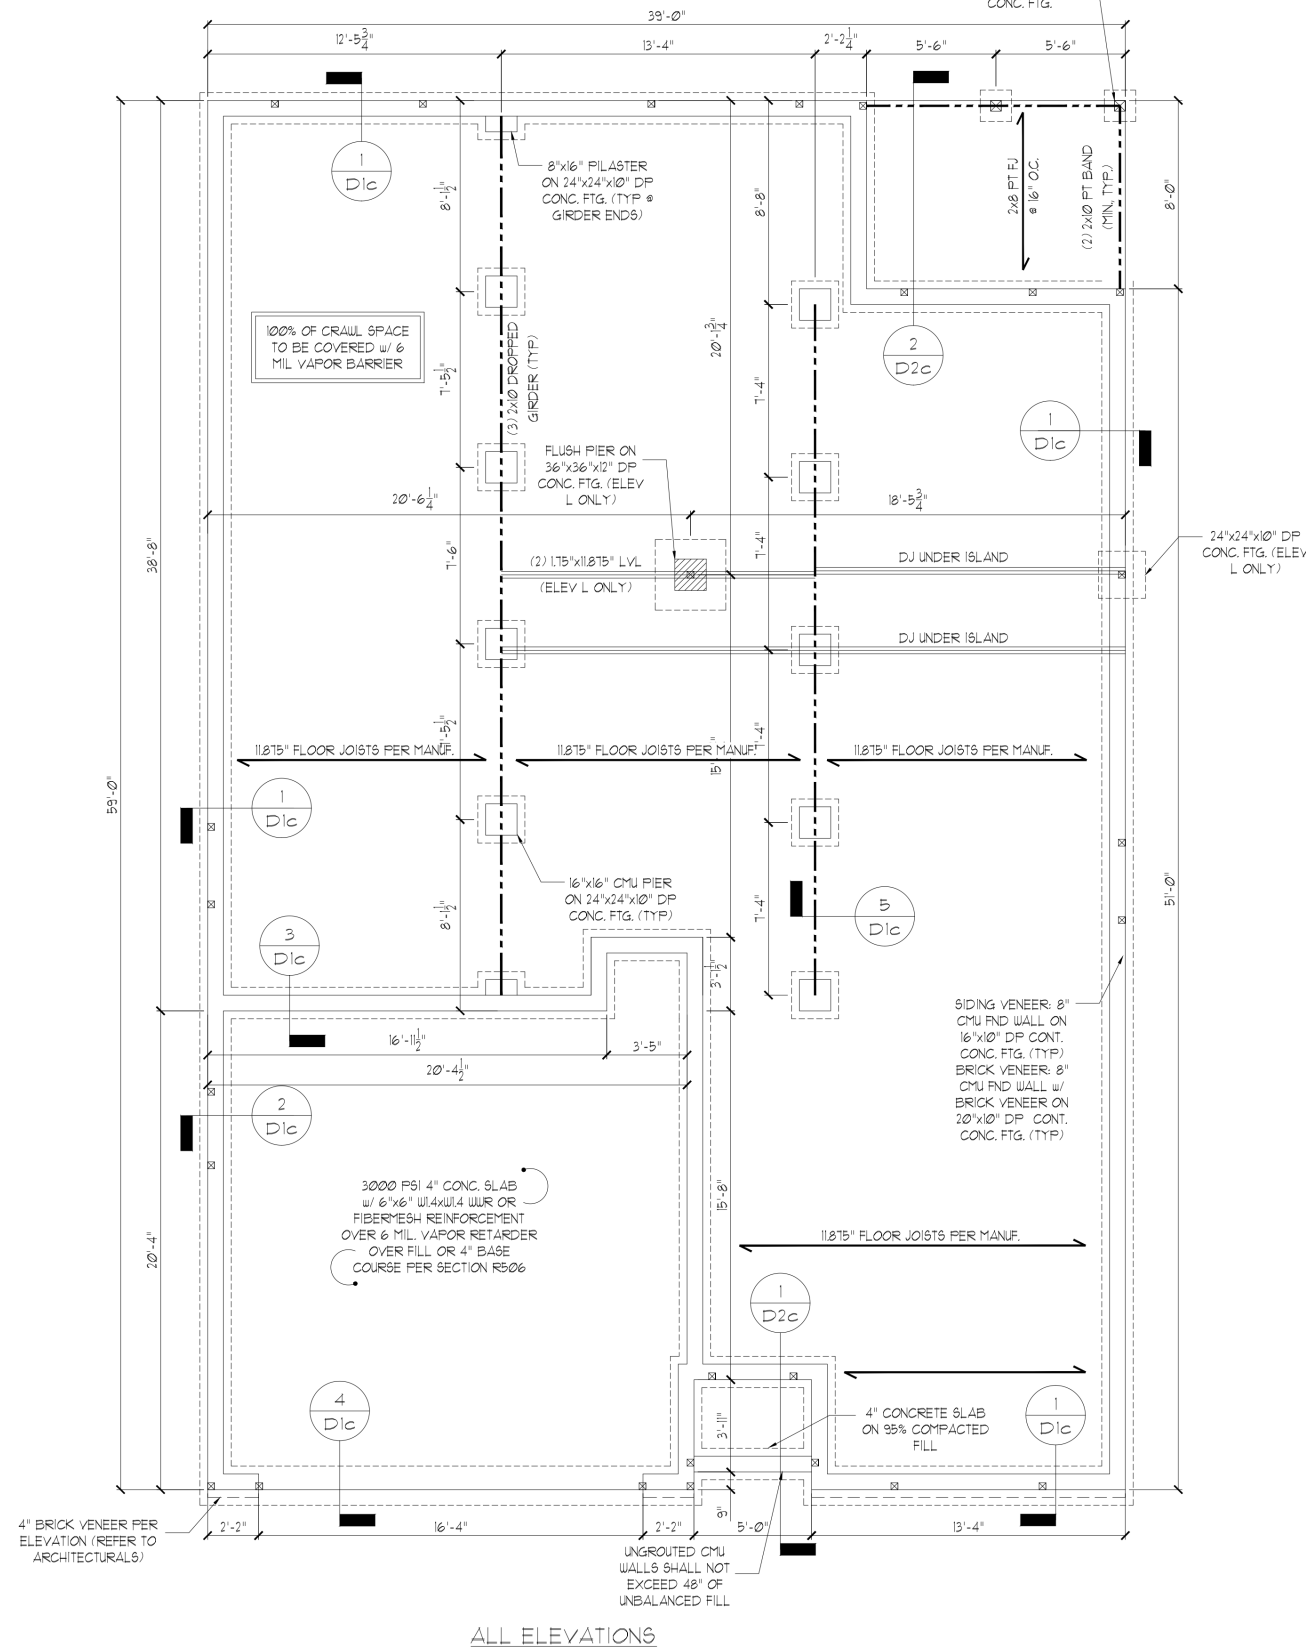 CONC. FTG.
39'-0"
12'-5 3/4"
13'-4"
2'-2 1/4"
5'-6"
5'-6"
1
D1c
8"x16" PILASTER
ON 24"x24"x10" DP
CONC. FTG. (TYP @
GIRDER ENDS)
8'-1 1/2"
8'-8"
2x8 PT FJ
@ 16" O.C.
(2) 2x10 PT BAND
(MIN., TYP.)
8'-0"
100% OF CRAWL SPACE
TO BE COVERED w/ 6
MIL VAPOR BARRIER
7'-5 1/2"
(3) 2x10 DROPPED
GIRDER (TYP)
20'-1 3/4"
7'-4"
2
D2c
1
D1c
FLUSH PIER ON
36"x36"x12" DP
CONC. FTG. (ELEV
L ONLY)
20'-6 1/4"
18'-5 3/4"
38'-8"
7'-6"
7'-4"
(2) 1.75"x11.875" LVL
(ELEV L ONLY)
DJ UNDER ISLAND
24"x24"x10" DP
CONC. FTG. (ELEV
L ONLY)
DJ UNDER ISLAND
7'-5 1/2"
15'
7'-4"
11.875" FLOOR JOISTS PER MANUF.
11.875" FLOOR JOISTS PER MANUF.
11.875" FLOOR JOISTS PER MANUF.
59'-0"
1
D1c
16"x16" CMU PIER
ON 24"x24"x10" DP
CONC. FTG. (TYP)
8'-1 1/2"
7'-4"
5
D1c
51'-0"
3
D1c
3'-1 1/2"
SIDING VENEER: 8"
CMU FND WALL ON
16"x10" DP CONT.
CONC. FTG. (TYP)
BRICK VENEER: 8"
CMU FND WALL w/
BRICK VENEER ON
20"x10" DP CONT.
CONC. FTG. (TYP)
16'-11 1/2"
3'-5"
20'-4 1/2"
2
D1c
3000 PSI 4" CONC. SLAB
w/ 6"x6" W1.4xW1.4 WWR OR
FIBERMESH REINFORCEMENT
OVER 6 MIL. VAPOR RETARDER
OVER FILL OR 4" BASE
COURSE PER SECTION R506
15'-8"
20'-4"
11.875" FLOOR JOISTS PER MANUF.
1
D2c
4
D1c
3'-11"
4" CONCRETE SLAB
ON 95% COMPACTED
FILL
1
D1c
9"
4" BRICK VENEER PER
ELEVATION (REFER TO
ARCHITECTURALS)
2'-2"
16'-4"
2'-2"
5'-0"
13'-4"
UNGROUTED CMU
WALLS SHALL NOT
EXCEED 48" OF
UNBALANCED FILL
ALL ELEVATIONS